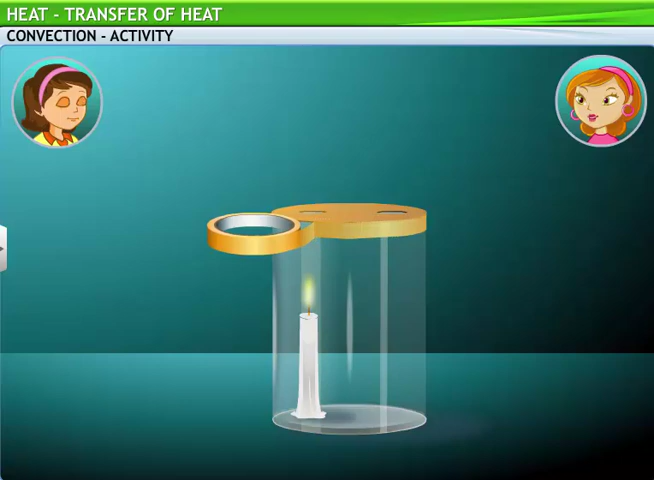 HEAT - TRANSFER OF HEAT
CONVECTION - ACTIVITY